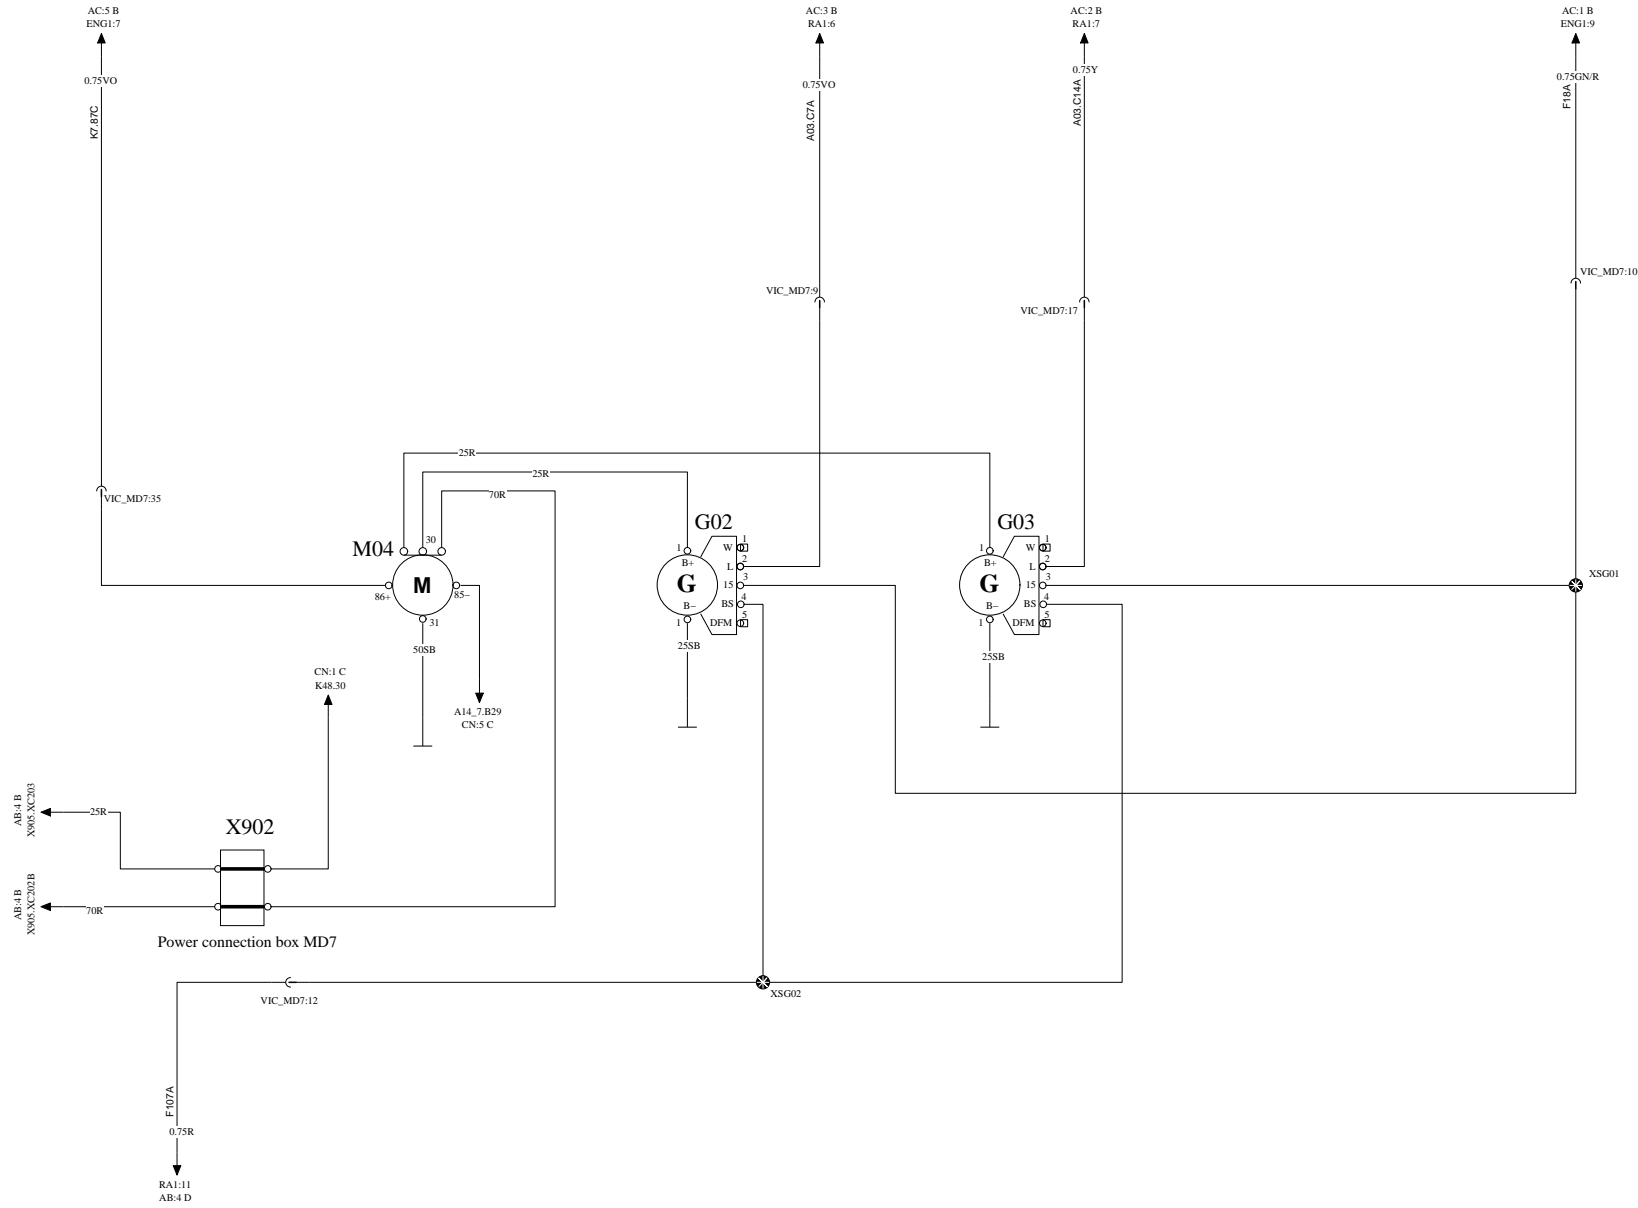 AC:5 B
ENG1:7
AC:3 B
RA1:6
AC:2 B
RA1:7
AC:1 B
ENG1:9
0.75VO
0.75VO
0.75Y
0.75GN/R
K7.87C
A03.C7A
A03.C14A
F18A
VIC_MD7:10
VIC_MD7:9
VIC_MD7:17
25R
25R
70R
VIC_MD7:35
G02
G03
M04
30
M
86+
85–
31
1
B+
G
B–
1
W
1
L
2
15
3
BS
4
DFM
5
1
B+
G
B–
1
W
1
L
2
15
3
BS
4
DFM
5
XSG01
50SB
25SB
25SB
CN:1 C
K48.30
A14_7.B29
CN:5 C
AB:4 B
X905.XC203
25R
X902
AB:4 B
X905.XC202B
70R
Power connection box MD7
VIC_MD7:12
XSG02
F107A
0.75R
RA1:11
AB:4 D